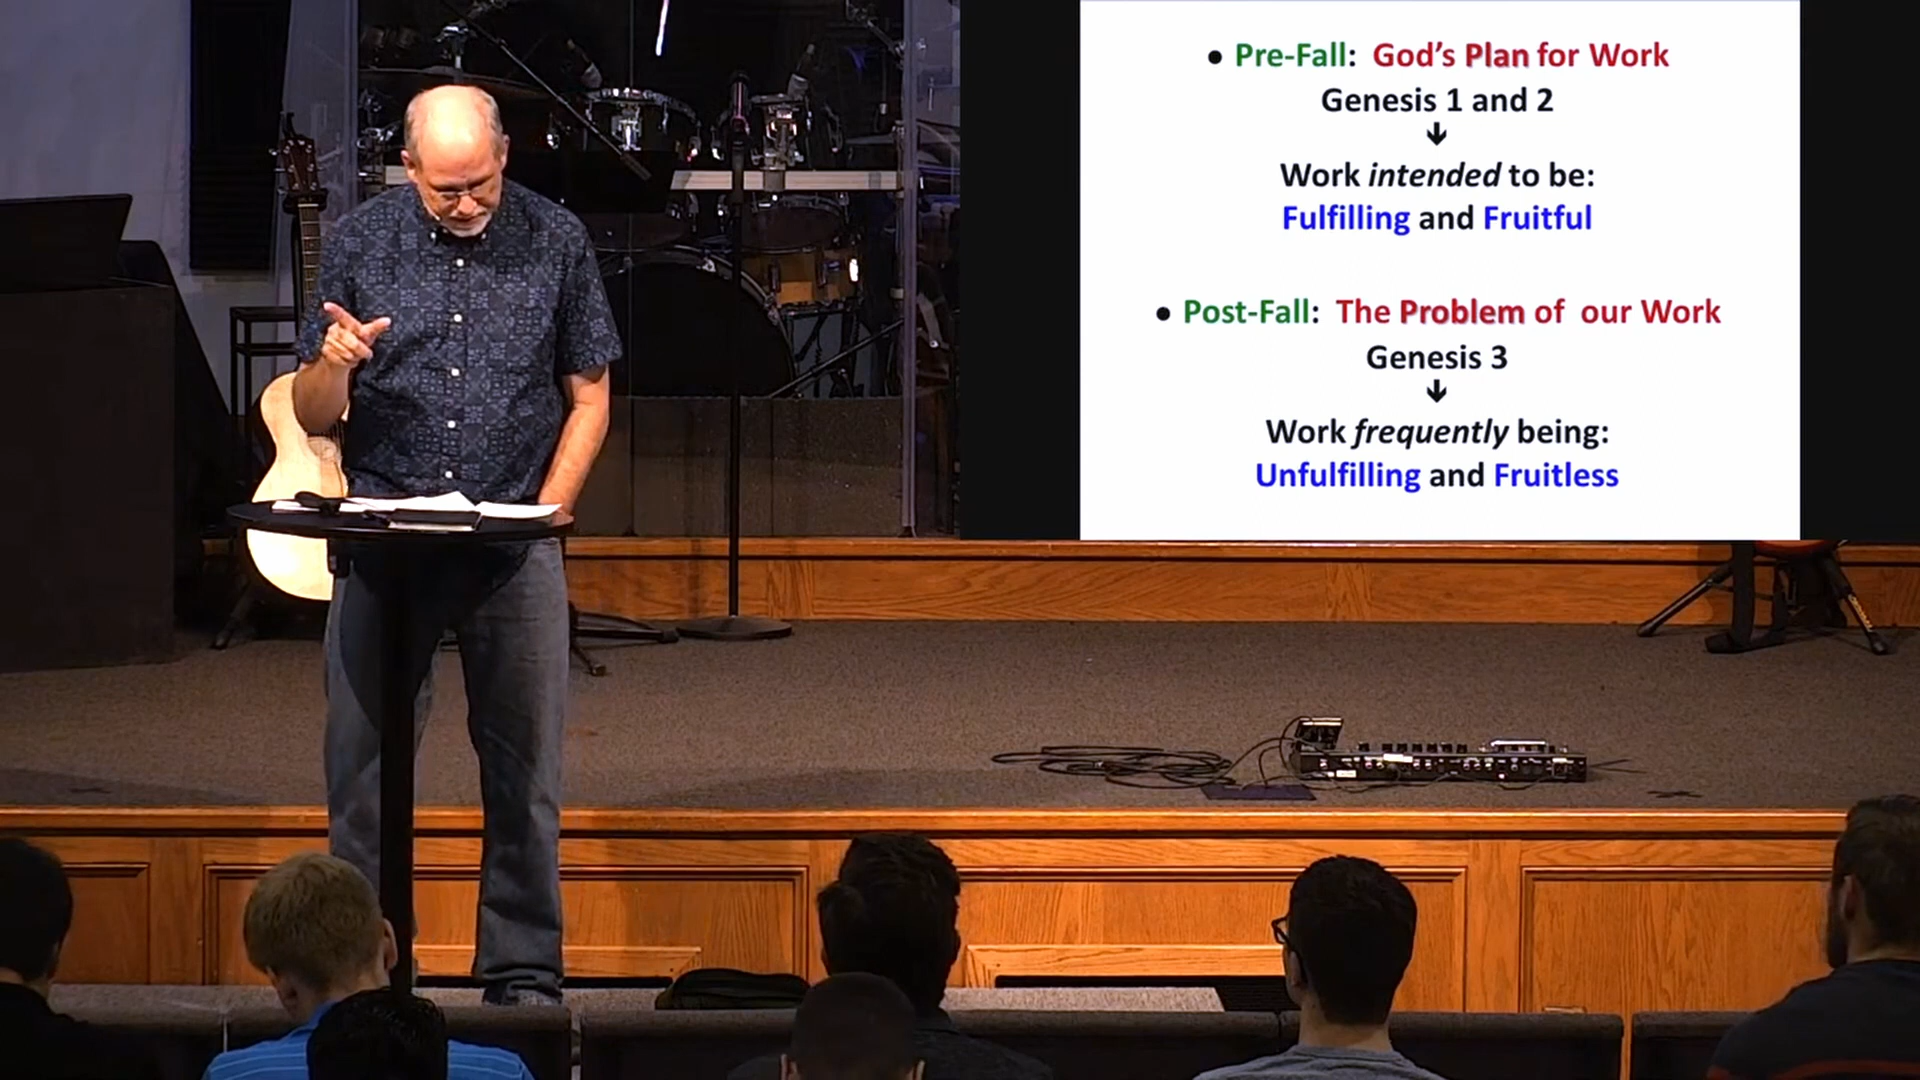 • Pre-Fall: God's Plan for Work
Genesis 1 and 2
↓
Work intended to be:
Fulfilling and Fruitful
• Post-Fall: The Problem of our Work
Genesis 3
↓
Work frequently being:
Unfulfilling and Fruitless